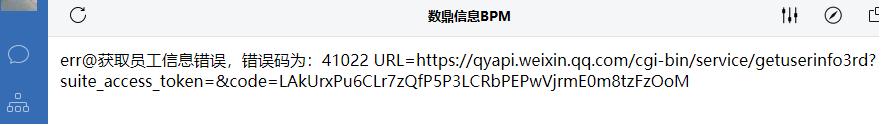 数鼎信息BPM
err@获取员工信息错误，错误码为：41022 URL=https://qyapi.weixin.qq.com/cgi-bin/service/getuserinfo3rd?
suite_access_token=&code=LAkUrxPu6CLr7zQfP5P3LCRbPEPwVjrmE0m8tzFzOoM